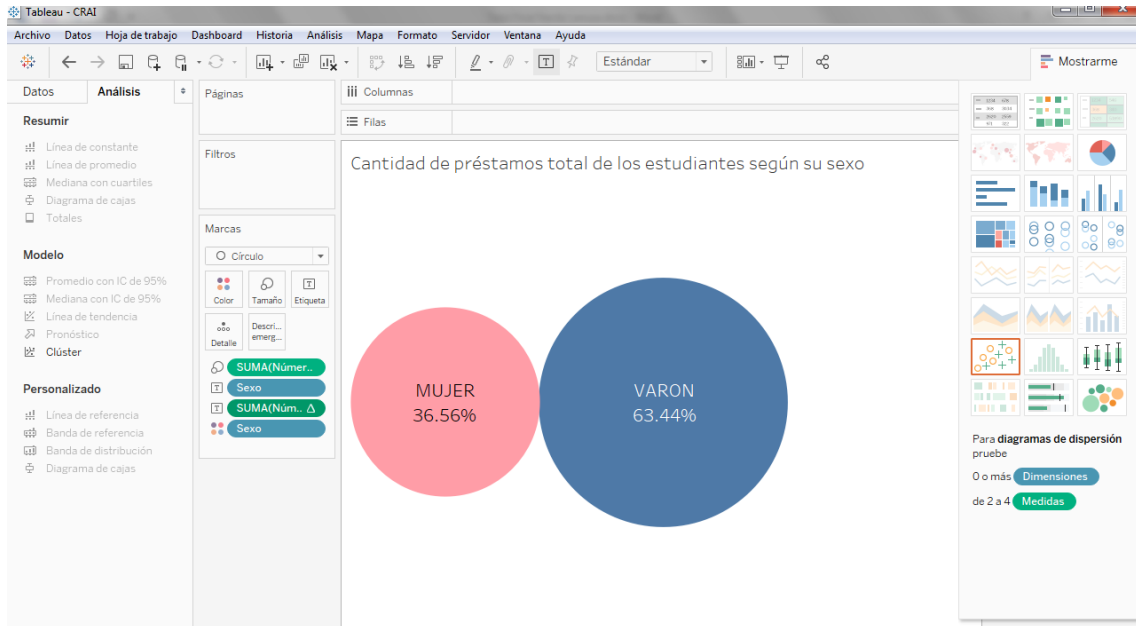 Tableau - CRAI
Archivo Datos Hoja de trabajo Dashboard Historia Análisis Mapa Formato Servidor Ventana Ayuda
Estándar
Mostrarme
Datos Análisis
Páginas
Columnas
Filas
Resumir
Línea de constante
Línea de promedio
Mediana con cuartiles
Diagrama de cajas
Totales
Modelo
Promedio con IC de 95%
Mediana con IC de 95%
Línea de tendencia
Pronóstico
Clúster
Personalizado
Línea de referencia
Banda de referencia
Banda de distribución
Diagrama de cajas
Filtros
Marcas
Círculo
Color Tamaño Etiqueta
Detalle Descri... emerg...
SUMA(Númer..
Sexo
SUMA(Núm.. Δ
Sexo
Cantidad de préstamos total de los estudiantes según su sexo
MUJER
36.56%
VARON
63.44%
Para diagramas de dispersión
pruebe
0 o más Dimensiones
de 2 a 4 Medidas